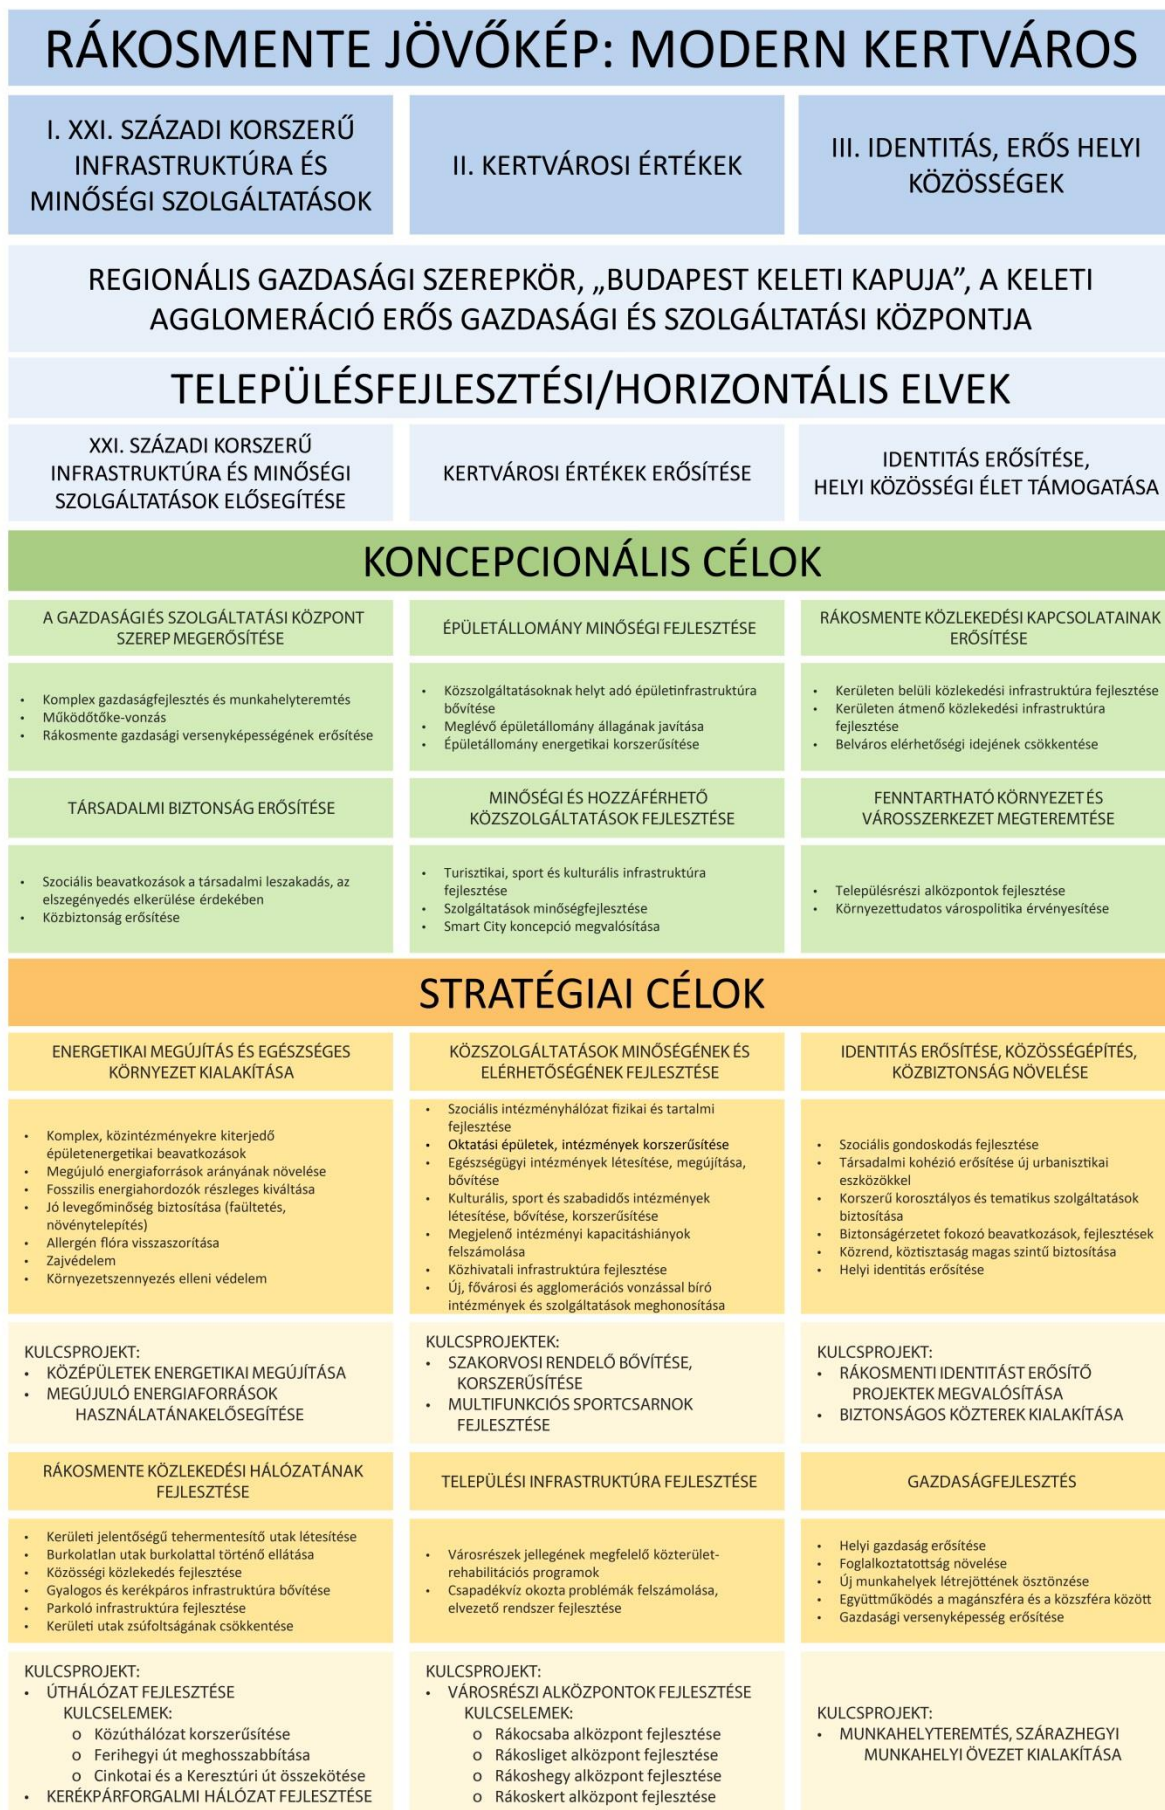 RÁKOSMENTE JÖVŐKÉP: MODERN KERTVÁROS
I. XXI. SZÁZADI KORSZERŰ
INFRASTRUKTÚRA ÉS
MINŐSÉGI SZOLGÁLTATÁSOK
II. KERTVÁROSI ÉRTÉKEK
III. IDENTITÁS, ERŐS HELYI
KÖZÖSSÉGEK
REGIONÁLIS GAZDASÁGI SZEREPKÖR, „BUDAPEST KELETI KAPUJA”, A KELETI
AGGLOMERÁCIÓ ERŐS GAZDASÁGI ÉS SZOLGÁLTATÁSI KÖZPONTJA
TELEPÜLÉSFEJLESZTÉSI/HORIZONTÁLIS ELVEK
XXI. SZÁZADI KORSZERŰ
INFRASTRUKTÚRA ÉS MINŐSÉGI
SZOLGÁLTATÁSOK ELŐSEGÍTÉSE
KERTVÁROSI ÉRTÉKEK ERŐSÍTÉSE
IDENTITÁS ERŐSÍTÉSE,
HELYI KÖZÖSSÉGI ÉLET TÁMOGATÁSA
KONCEPCIONÁLIS CÉLOK
A GAZDASÁGI ÉS SZOLGÁLTATÁSI KÖZPONT
SZEREP MEGERŐSÍTÉSE
ÉPÜLETÁLLOMÁNY MINŐSÉGI FEJLESZTÉSE
RÁKOSMENTE KÖZLEKEDÉSI KAPCSOLATAINAK
ERŐSÍTÉSE
• Komplex gazdaságfejlesztés és munkahelyteremtés
• Működőtőke-vonzás
• Rákosmente gazdasági versenyképességének erősítése
• Közszolgáltatásoknak helyt adó épületinfrastruktúra
bővítése
• Meglévő épületállomány állagának javítása
• Épületállomány energetikai korszerűsítése
• Kerületen belüli közlekedési infrastruktúra fejlesztése
• Kerületen átmenő közlekedési infrastruktúra
fejlesztése
• Belváros elérhetőségi idejének csökkentése
TÁRSADALMI BIZTONSÁG ERŐSÍTÉSE
MINŐSÉGI ÉS HOZZÁFÉRHETŐ
KÖZSZOLGÁLTATÁSOK FEJLESZTÉSE
FENNTARTHATÓ KÖRNYEZET ÉS
VÁROSSZERKEZET MEGTEREMTÉSE
• Szociális beavatkozások a társadalmi leszakadás, az
elszegényedés elkerülése érdekében
• Közbiztonság erősítése
• Turisztikai, sport és kulturális infrastruktúra
fejlesztése
• Szolgáltatások minőségfejlesztése
• Smart City koncepció megvalósítása
• Településrészi alközpontok fejlesztése
• Környezettudatos várospolitika érvényesítése
STRATÉGIAI CÉLOK
ENERGETIKAI MEGÚJÍTÁS ÉS EGÉSZSÉGES
KÖRNYEZET KIALAKÍTÁSA
KÖZSZOLGÁLTATÁSOK MINŐSÉGÉNEK ÉS
ELÉRHETŐSÉGÉNEK FEJLESZTÉSE
IDENTITÁS ERŐSÍTÉSE, KÖZÖSSÉGÉPÍTÉS,
KÖZBIZTONSÁG NÖVELÉSE
• Komplex, közintézményekre kiterjedő
épületenergetikai beavatkozások
• Megújuló energiaforrások arányának növelése
• Fosszilis energiahordozók részleges kiváltása
• Jó levegőminőség biztosítása (faültetés,
növénytelepítés)
• Allergén flóra visszaszorítása
• Zajvédelem
• Környezetszennyezés elleni védelem
• Szociális intézményhálózat fizikai és tartalmi
fejlesztése
• Oktatási épületek, intézmények korszerűsítése
• Egészségügyi intézmények létesítése, megújítása,
bővítése
• Kulturális, sport és szabadidős intézmények
létesítése, bővítése, korszerűsítése
• Megjelenő intézményi kapacitáshiányok
felszámolása
• Közhivatali infrastruktúra fejlesztése
• Új, fővárosi és agglomerációs vonzással bíró
intézmények és szolgáltatások meghonosítása
• Szociális gondoskodás fejlesztése
• Társadalmi kohézió erősítése új urbanisztikai
eszközökkel
• Korszerű korosztályos és tematikus szolgáltatások
biztosítása
• Biztonságérzetet fokozó beavatkozások, fejlesztések
• Közrend, köztisztaság magas szintű biztosítása
• Helyi identitás erősítése
KULCSPROJEKT:
• KÖZÉPÜLETEK ENERGETIKAI MEGÚJÍTÁSA
• MEGÚJULÓ ENERGIAFORRÁSOK
HASZNÁLATÁNAKELŐSEGÍTÉSE
KULCSPROJEKTEK:
• SZAKORVOSI RENDELŐ BŐVÍTÉSE,
KORSZERŰSÍTÉSE
• MULTIFUNKCIÓS SPORTCSARNOK
FEJLESZTÉSE
KULCSPROJEKT:
• RÁKOSMENTI IDENTITÁST ERŐSÍTŐ
PROJEKTEK MEGVALÓSÍTÁSA
• BIZTONSÁGOS KÖZTEREK KIALAKÍTÁSA
RÁKOSMENTE KÖZLEKEDÉSI HÁLÓZATÁNAK
FEJLESZTÉSE
TELEPÜLÉSI INFRASTRUKTÚRA FEJLESZTÉSE
GAZDASÁGFEJLESZTÉS
• Kerületi jelentőségű tehermentesítő utak létesítése
• Burkolatlan utak burkolattal történő ellátása
• Közösségi közlekedés fejlesztése
• Gyalogos és kerékpáros infrastruktúra bővítése
• Parkoló infrastruktúra fejlesztése
• Kerületi utak zsúfoltságának csökkentése
• Városrészek jellegének megfelelő közterület-
rehabilitációs programok
• Csapadékvíz okozta problémák felszámolása,
elvezető rendszer fejlesztése
• Helyi gazdaság erősítése
• Foglalkoztatottság növelése
• Új munkahelyek létrejöttének ösztönzése
• Együttműködés a magánszféra és a közszféra között
• Gazdasági versenyképesség erősítése
KULCSPROJEKT:
• ÚTHÁLÓZAT FEJLESZTÉSE
KULCSELEMEK:
o Közúthálózat korszerűsítése
o Ferihegyi út meghosszabbítása
o Cinkotai és a Keresztúri út összekötése
• KERÉKPÁRFORGALMI HÁLÓZAT FEJLESZTÉSE
KULCSPROJEKT:
• VÁROSRÉSZI ALKÖZPONTOK FEJLESZTÉSE
KULCSELEMEK:
o Rákocsaba alközpont fejlesztése
o Rákosliget alközpont fejlesztése
o Rákoshegy alközpont fejlesztése
o Rákoskert alközpont fejlesztése
KULCSPROJEKT:
• MUNKAHELYTEREMTÉS, SZÁRAZHEGYI
MUNKAHELYI ÖVEZET KIALAKÍTÁSA